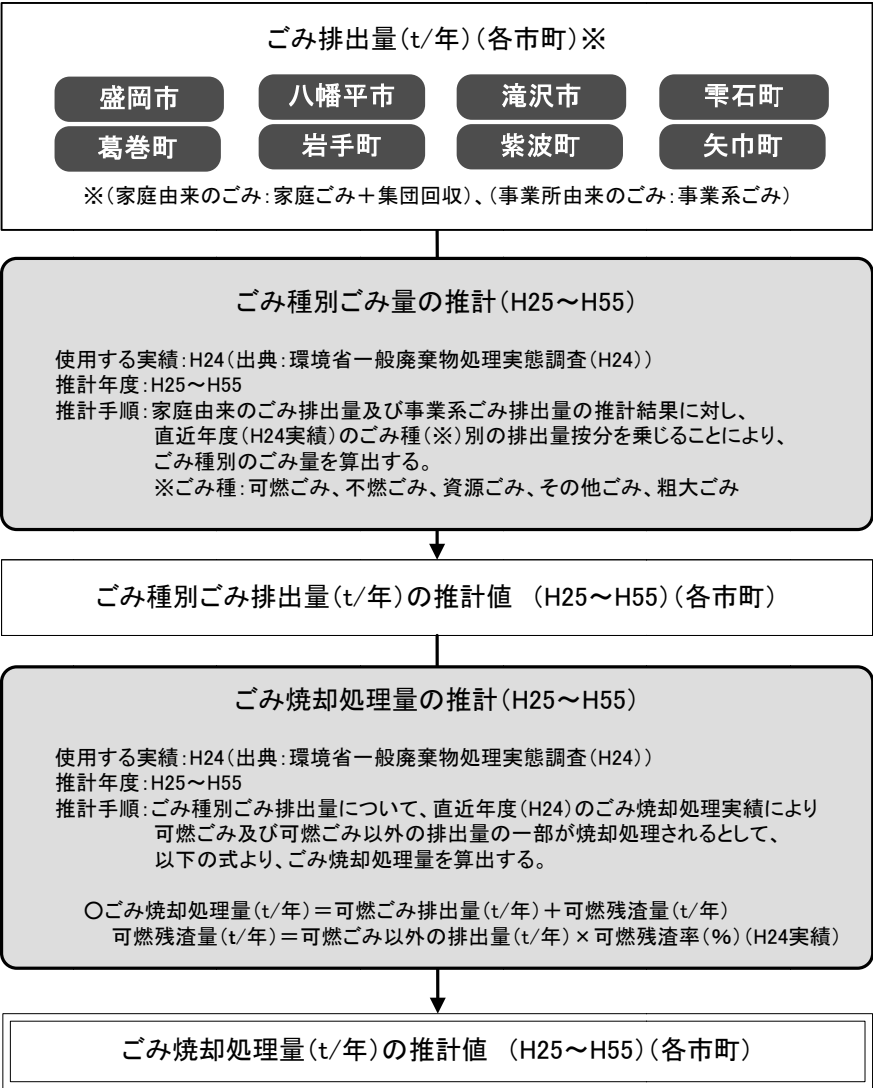 ごみ排出量(t/年)(各市町)※
盛岡市 八幡平市 滝沢市 雫石町
葛巻町 岩手町 紫波町 矢巾町
※(家庭由来のごみ:家庭ごみ+集団回収)、(事業所由来のごみ:事業系ごみ)
ごみ種別ごみ量の推計(H25~H55)
使用する実績:H24(出典:環境省一般廃棄物処理実態調査(H24))
推計年度:H25~H55
推計手順:家庭由来のごみ排出量及び事業系ごみ排出量の推計結果に対し、
直近年度(H24実績)のごみ種(※)別の排出量按分を乗じることにより、
ごみ種別のごみ量を算出する。
※ごみ種:可燃ごみ、不燃ごみ、資源ごみ、その他ごみ、粗大ごみ
ごみ種別ごみ排出量(t/年)の推計値 (H25~H55)(各市町)
ごみ焼却処理量の推計(H25~H55)
使用する実績:H24(出典:環境省一般廃棄物処理実態調査(H24))
推計年度:H25~H55
推計手順:ごみ種別ごみ排出量について、直近年度(H24)のごみ焼却処理実績により
可燃ごみ及び可燃ごみ以外の排出量の一部が焼却処理されるとして、
以下の式より、ごみ焼却処理量を算出する。
○ごみ焼却処理量(t/年)=可燃ごみ排出量(t/年)+可燃残渣量(t/年)
可燃残渣量(t/年)=可燃ごみ以外の排出量(t/年)×可燃残渣率(%)(H24実績)
ごみ焼却処理量(t/年)の推計値 (H25~H55)(各市町)